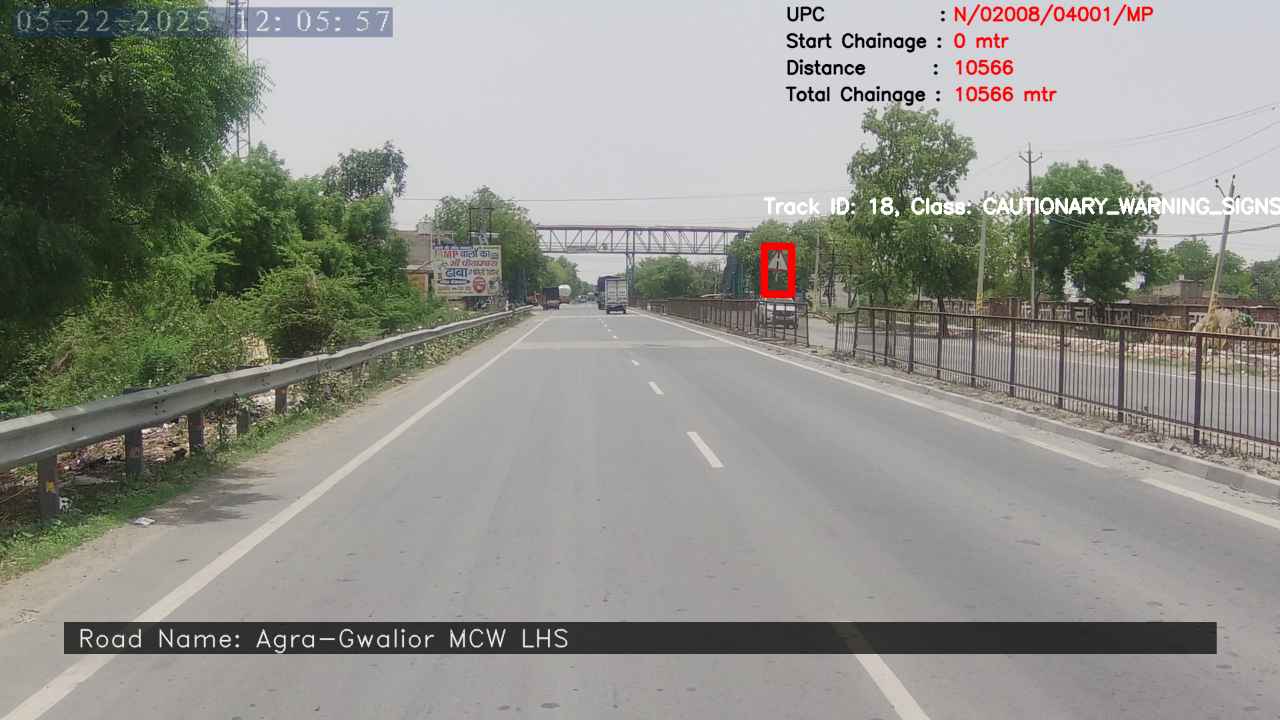 05-22-2025 12:05:57
UPC : N/02008/04001/MP
Start Chainage : 0 mtr
Distance : 10566
Total Chainage : 10566 mtr
Track ID: 18, Class: CAUTIONARY_WARNING_SIGNS
MP वालों का
ढाबा
Road Name: Agra-Gwalior MCW LHS